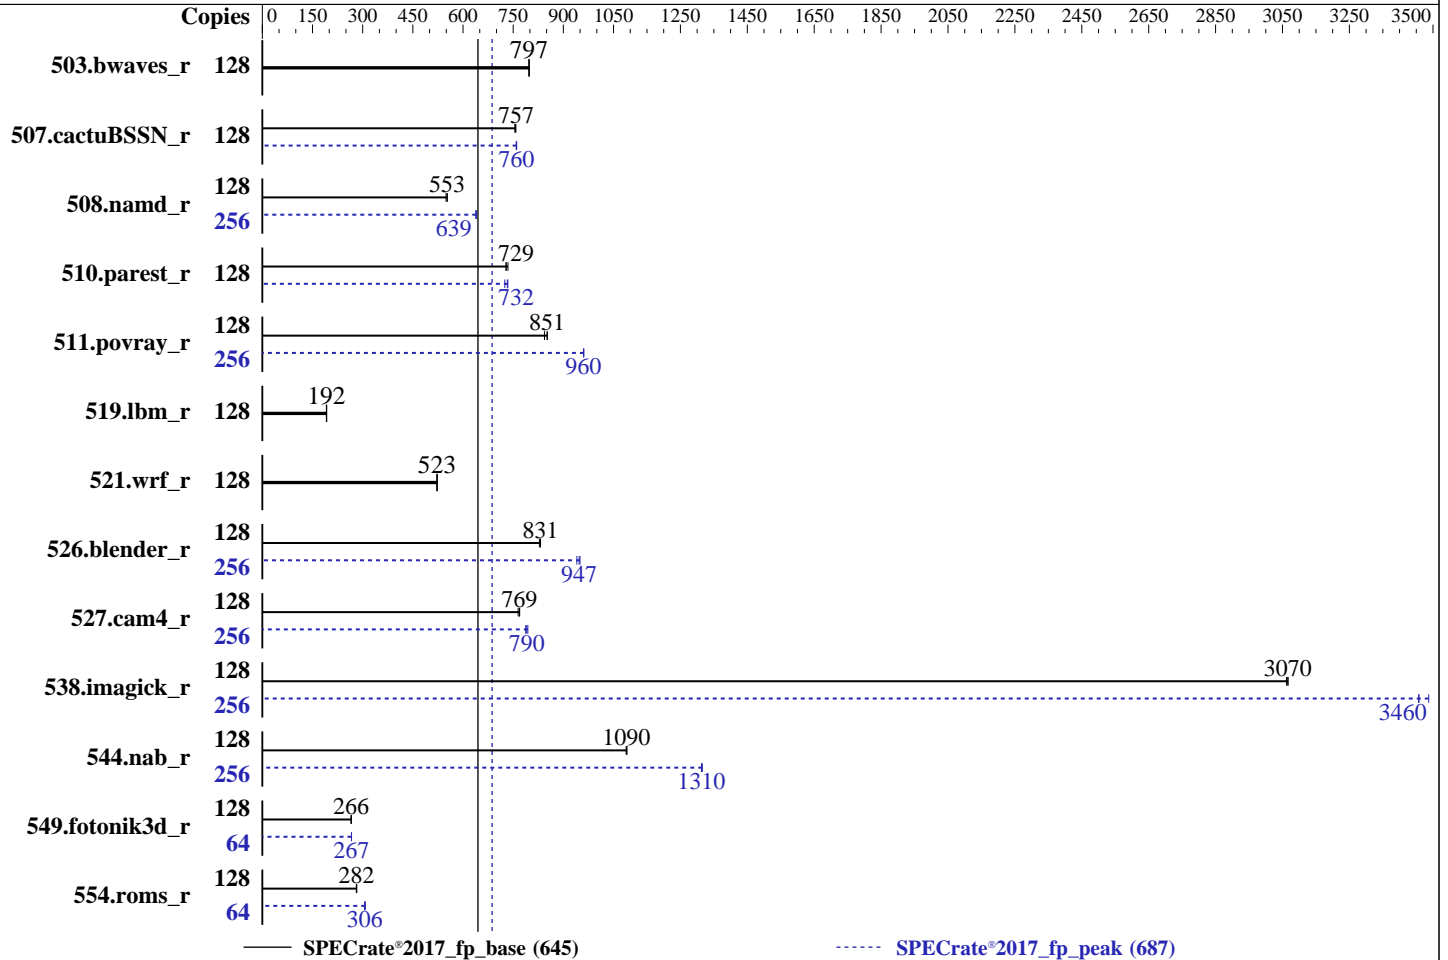 Copies 0 150 300 450 600 750 900 1050 1250 1450 1650 1850 2050 2250 2450 2650 2850 3050 3250 3500
797
503.bwaves_r 128
757
507.cactuBSSN_r 128
760
128 553
508.namd_r
256 639
729
510.parest_r 128
732
128 851
511.povray_r
256 960
192
519.lbm_r 128
523
521.wrf_r 128
128 831
526.blender_r
256 947
128 769
527.cam4_r
256 790
128 3070
538.imagick_r
256 3460
128 1090
544.nab_r
256 1310
128 266
549.fotonik3d_r
64 267
128 282
554.roms_r
64 306
SPECrate®2017_fp_base (645) SPECrate®2017_fp_peak (687)